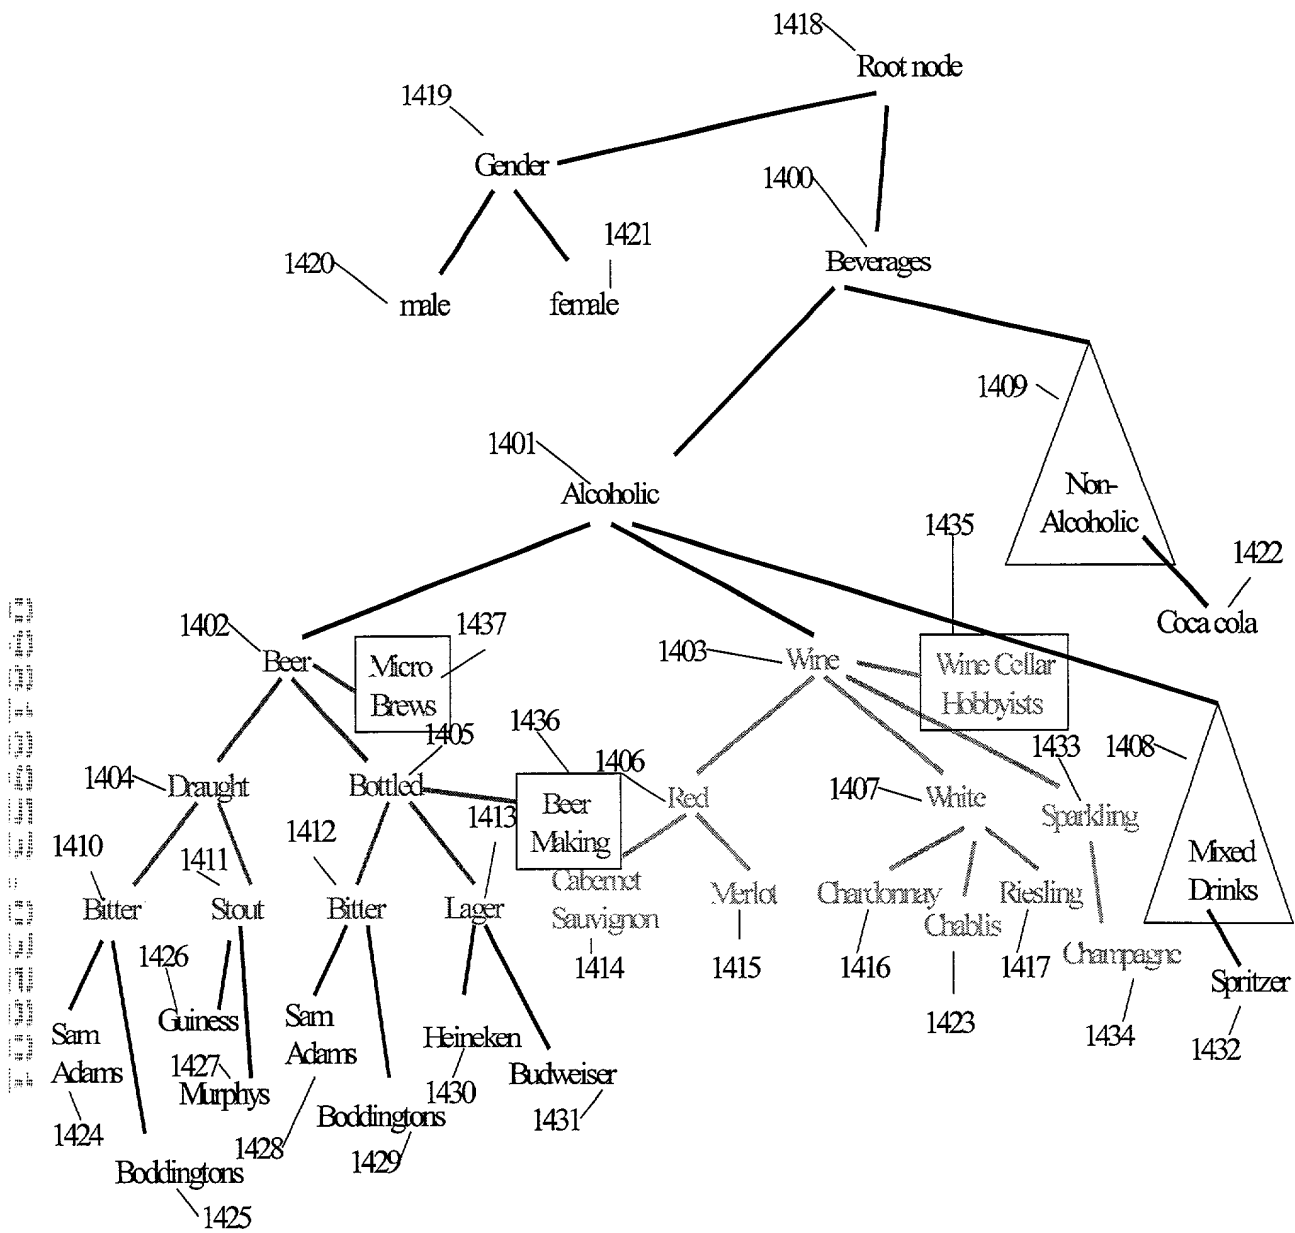 1418
Root node
1419
Gender
1400
1421
1420
Beverages
male
female
1409
1401
Alcoholic
Non-
Alcoholic
1435
1422
Coca cola
1402
1437
Beer
Micro
Brews
1403
Wine
Wine Cellar
Hobbyists
1436
1405
1433
1408
1404
Draught
Bottled
1406
Red
1407
White
Sparkling
1413
Beer
Making
1410
1411
1412
Mixed
Drinks
Bitter
Stout
Bitter
Lager
Cabernet
Sauvignon
Merlot
Chardonnay
Chablis
Riesling
Champagne
1426
1414
1415
1416
1417
Spritzer
Sam
Adams
Guiness
1427
Murphys
Sam
Adams
Heineken
1430
Budweiser
1431
1423
1434
1432
1424
1428
Boddingtons
1429
Boddingtons
1425